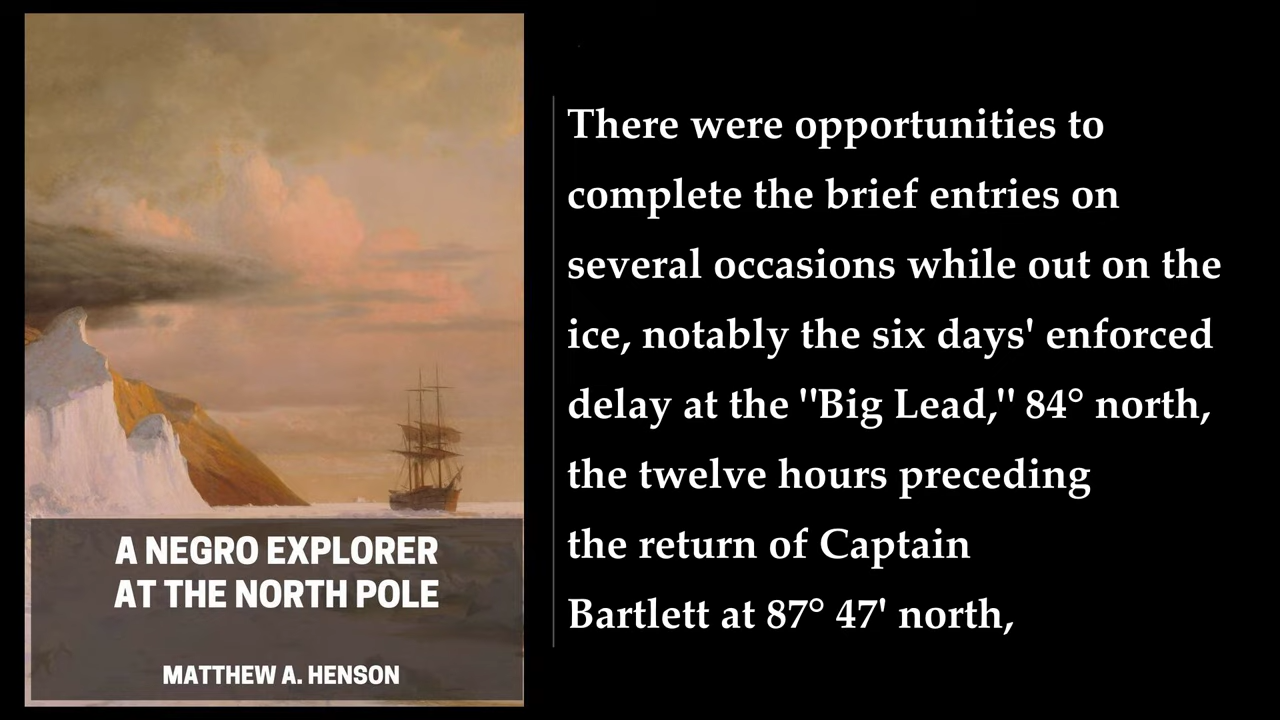 A NEGRO EXPLORER
AT THE NORTH POLE
MATTHEW A. HENSON
There were opportunities to
complete the brief entries on
several occasions while out on the
ice, notably the six days' enforced
delay at the "Big Lead," 84° north,
the twelve hours preceding
the return of Captain
Bartlett at 87° 47' north,